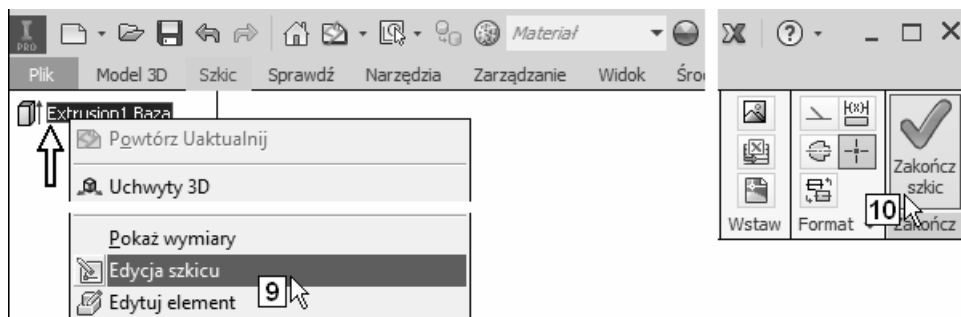 I
PRO
Materiał
Plik Model 3D Szkic Sprawdź Narzędzia Zarządzanie Widok Śro
Extrusion1 Baza
Powtórz Uaktualnij
Uchwyty 3D
Pokaż wymiary
Edycja szkicu
9
Edytuj element
Zakończ
szkic
10
Wstaw Format Zakończ